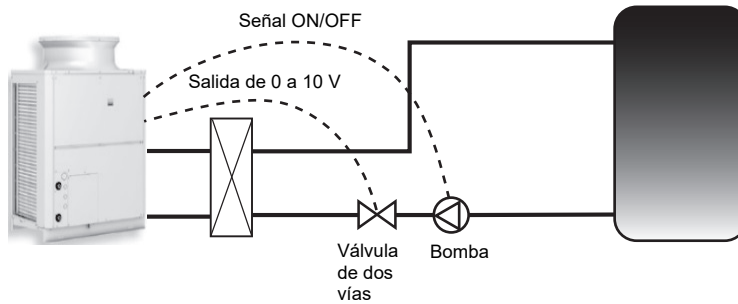 Señal ON/OFF
Salida de 0 a 10 V
Válvula
de dos
vías
Bomba